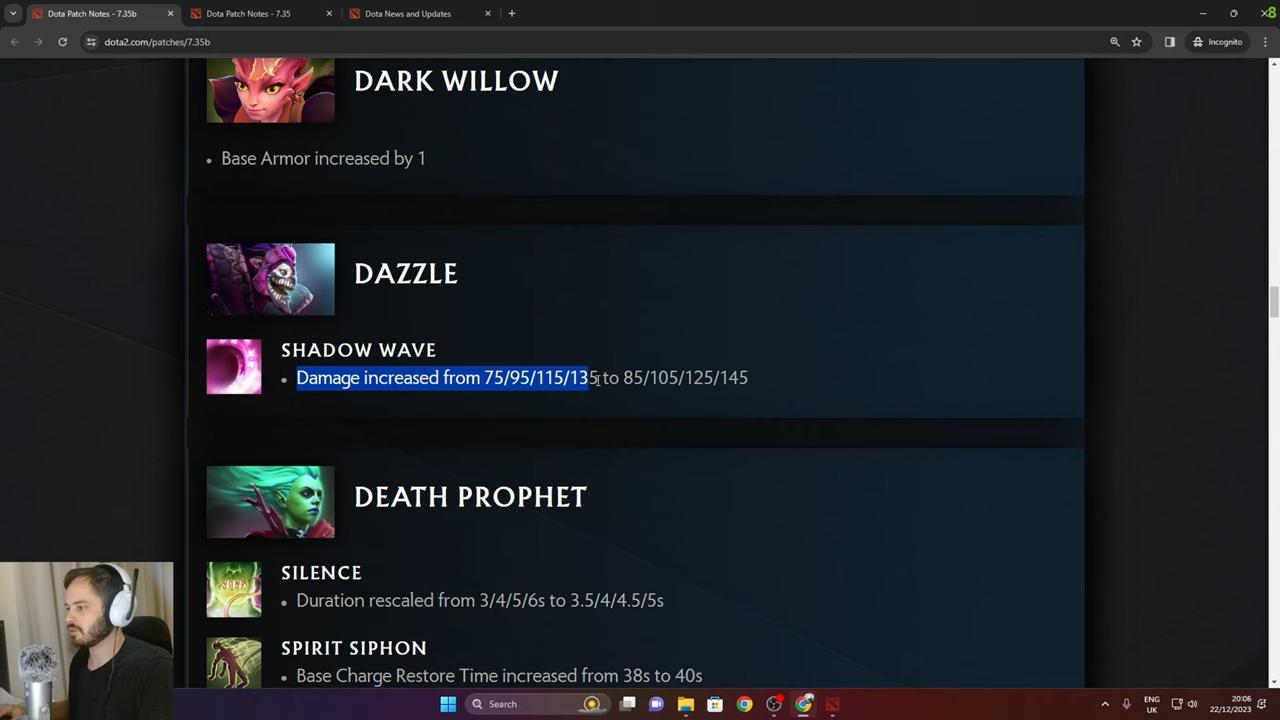 Dota Patch Notes - 7.35b
Dota Patch Notes - 7.35
Dota News and Updates
8
dota2.com/patches/7.35b
Incognito
DARK WILLOW
Base Armor increased by 1
DAZZLE
SHADOW WAVE
Damage increased from 75/95/115/135 to 85/105/125/145
DEATH PROPHET
SILENCE
Duration rescaled from 3/4/5/6s to 3.5/4/4.5/5s
SPIRIT SIPHON
Base Charge Restore Time increased from 38s to 40s
Search
ENG
UK
20:06
22/12/2023